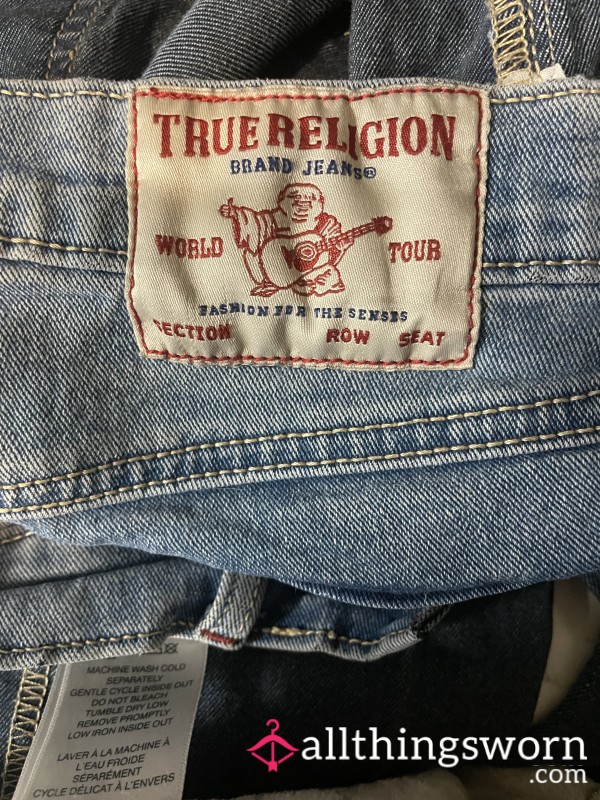 TRUE RELIGION
BRAND JEANS®
WORLD TOUR
FASHION FOR THE SENSES
SECTION ROW SEAT
MACHINE WASH COLD
SEPARATELY
GENTLE CYCLE INSIDE OUT
DO NOT BLEACH
TUMBLE DRY LOW
REMOVE PROMPTLY
LOW IRON INSIDE OUT
LAVER À LA MACHINE À
L'EAU FROIDE
SÉPARÉMENT
CYCLE DÉLICAT À L'ENVERS
allthingsworn
.com